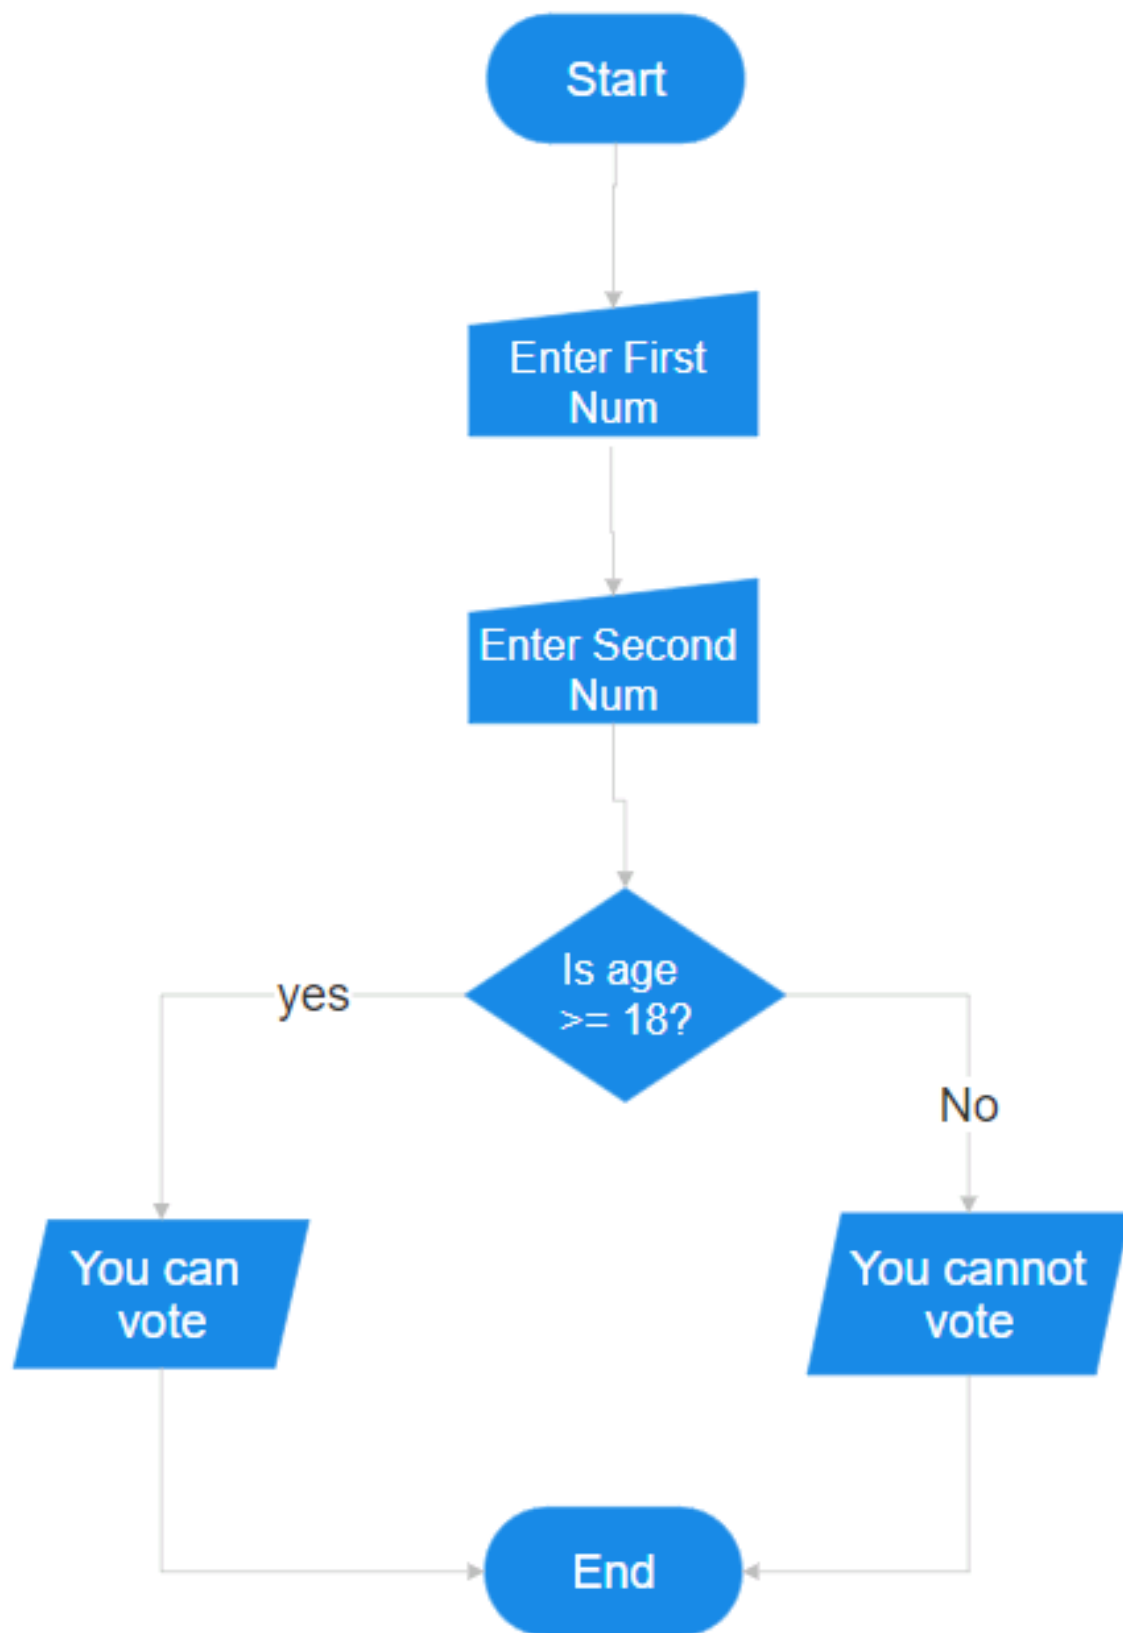 Start
Enter First
Num
Enter Second
Num
Is age
>= 18?
yes
No
You can
vote
You cannot
vote
End